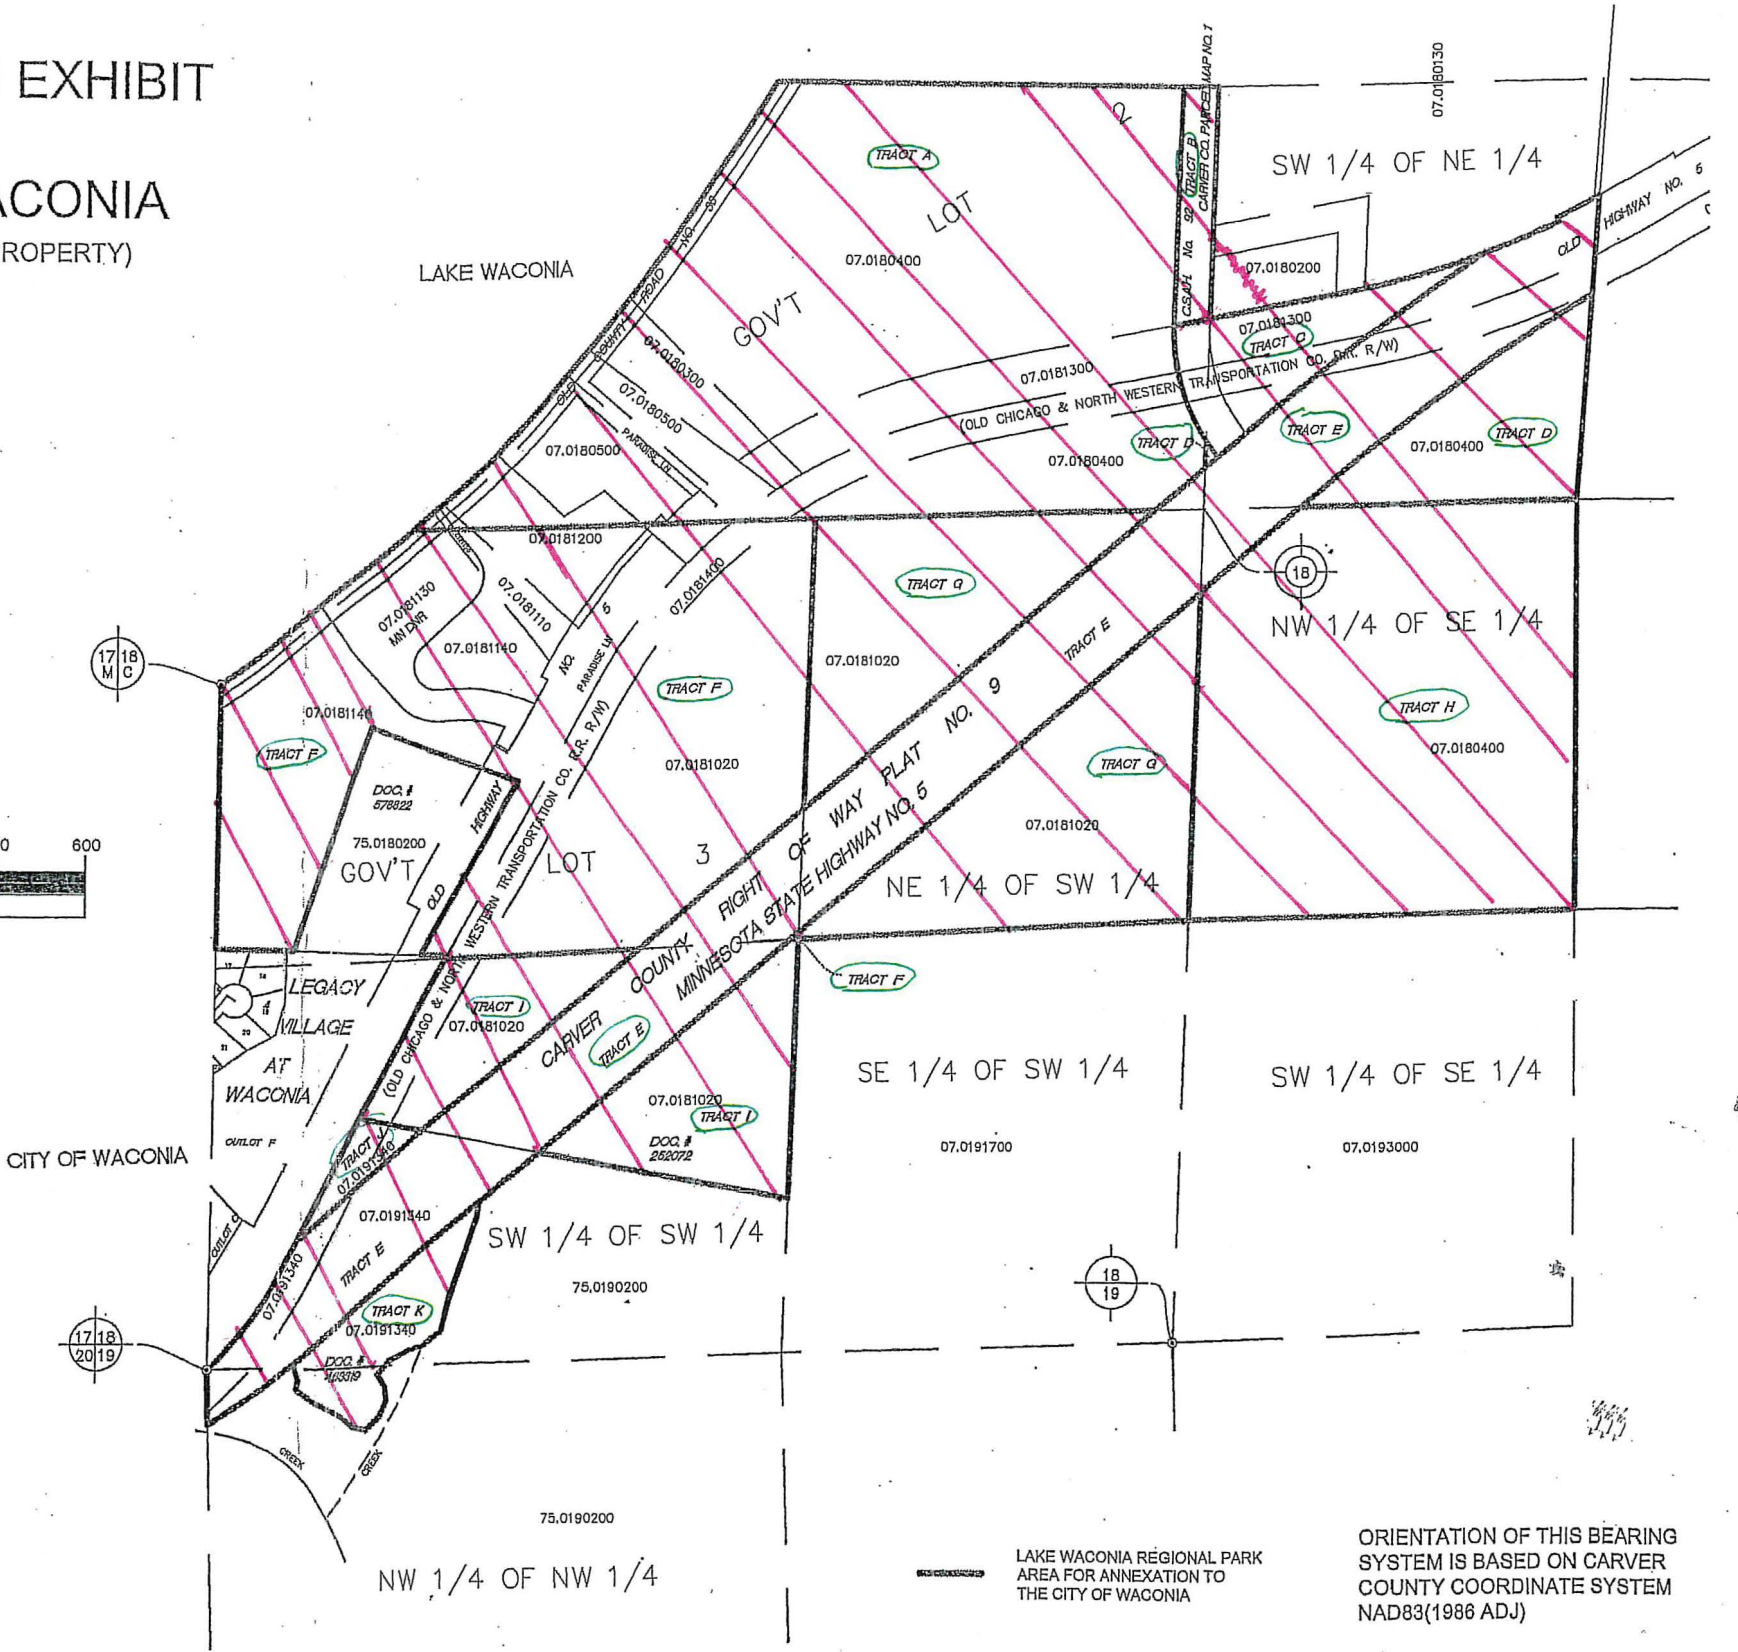 EXHIBIT
ACONIA
ROPERTY)
LAKE WACONIA
CARVER CO. PARCEL MAP NO. 1
07.0180130
SW 1/4 OF NE 1/4
2
TRACT B
TRACT A
LOT
C.S.A.H. No. 92
HIGHWAY NO. 5
OLD
07.0180400
07.0180200
GOV'T
OLD COUNTY ROAD NO. 
07.0181300
TRACT C
07.0180300
07.0181300
(OLD CHICAGO & NORTH WESTERN TRANSPORTATION CO. R.R. R/W)
07.0180500
PARADISE LN
07.0180500
TRACT D
TRACT E
TRACT D
07.0180400
07.0180400
07.0181200
18
07.0181400
TRACT G
07.0181110
07.0181130
MN DNR
NW 1/4 OF SE 1/4
07.0181140
NO. 5
PARADISE LN
TRACT E
17 18
M C
07.0181020
TRACT F
07.0181140
TRACT H
TRACT F
07.0180400
07.0181020
TRACT G
DOC. #
578822
75.0180200
GOV'T
LOT
3
OLD HIGHWAY
07.0181020
0
600
NE 1/4 OF SW 1/4
CARVER COUNTY RIGHT OF WAY PLAT NO. 9
MINNESOTA STATE HIGHWAY NO. 5
(OLD CHICAGO & NORTH WESTERN TRANSPORTATION CO. R.R. R/W)
17
20
21
LEGACY
VILLAGE
AT
WACONIA
TRACT F
TRACT I
07.0181020
TRACT E
SE 1/4 OF SW 1/4
SW 1/4 OF SE 1/4
07.0181020
TRACT I
DOC. #
252072
OUTLOT F
CITY OF WACONIA
TRACT J
07.0191340
07.0191700
07.0193000
07.0191340
SW 1/4 OF SW 1/4
OUTLOT C
TRACT E
07.0191340
75.0190200
18
19
TRACT K
07.0191340
17 18
20 19
DOC. #
CREEK
CREEK
75.0190200
NW 1/4 OF NW 1/4
LAKE WACONIA REGIONAL PARK
AREA FOR ANNEXATION TO
THE CITY OF WACONIA
ORIENTATION OF THIS BEARING
SYSTEM IS BASED ON CARVER
COUNTY COORDINATE SYSTEM
NAD83(1986 ADJ)